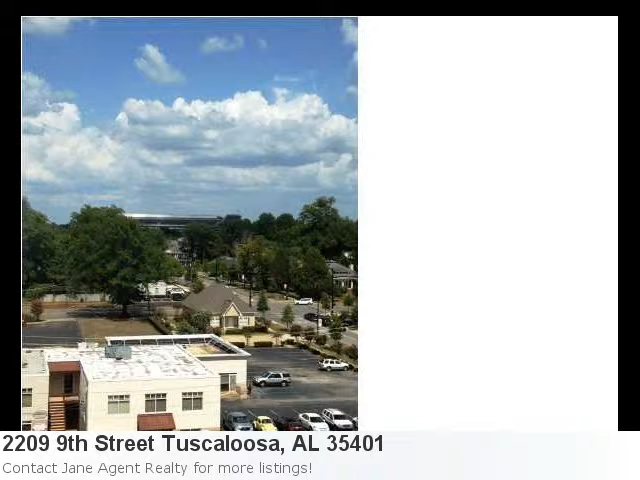 2209 9th Street Tuscaloosa, AL 35401
Contact Jane Agent Realty for more listings!